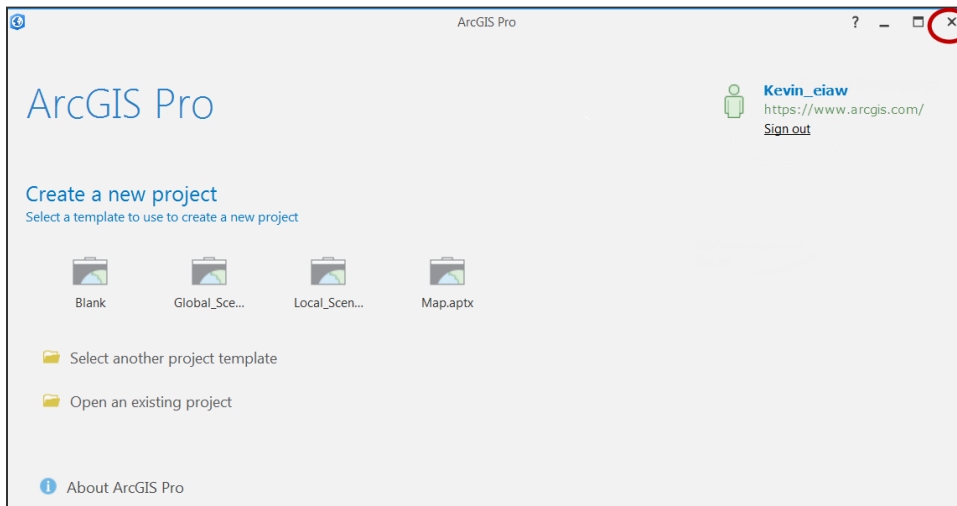 ArcGIS Pro
?
ArcGIS Pro
Kevin_eiaw
https://www.arcgis.com/
Sign out
Create a new project
Select a template to use to create a new project
Blank
Global_Sce...
Local_Scen...
Map.aptx
Select another project template
Open an existing project
About ArcGIS Pro